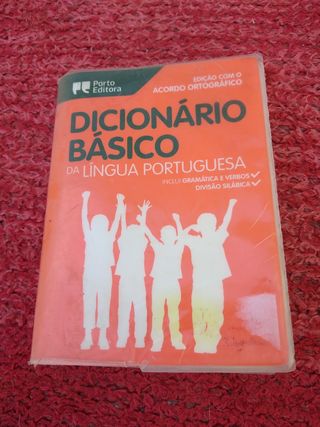 Porto
Editora
EDIÇÃO COM O
ACORDO ORTOGRÁFICO
DICIONÁRIO
BÁSICO
DA LÍNGUA PORTUGUESA
INCLUI GRAMÁTICA E VERBOS
DIVISÃO SILÁBICA